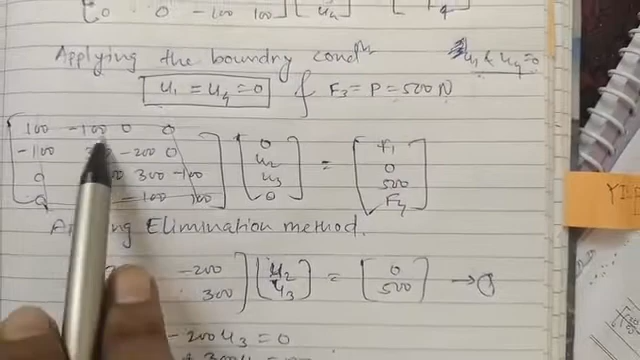 0 0 -100 100 u4
Applying the boundry condn u1 & u4=0
u1 = u4 = 0 & F3 = P = 500 N
100 -100 0 0 0 F1
-100 -200 0 u2 = 0
0 300 -100 u3 500
0 -100 100 0 F4
Applying Elimination method.
-200 u2 = 0
300 u3 500 → ①
- 200 u3 = 0